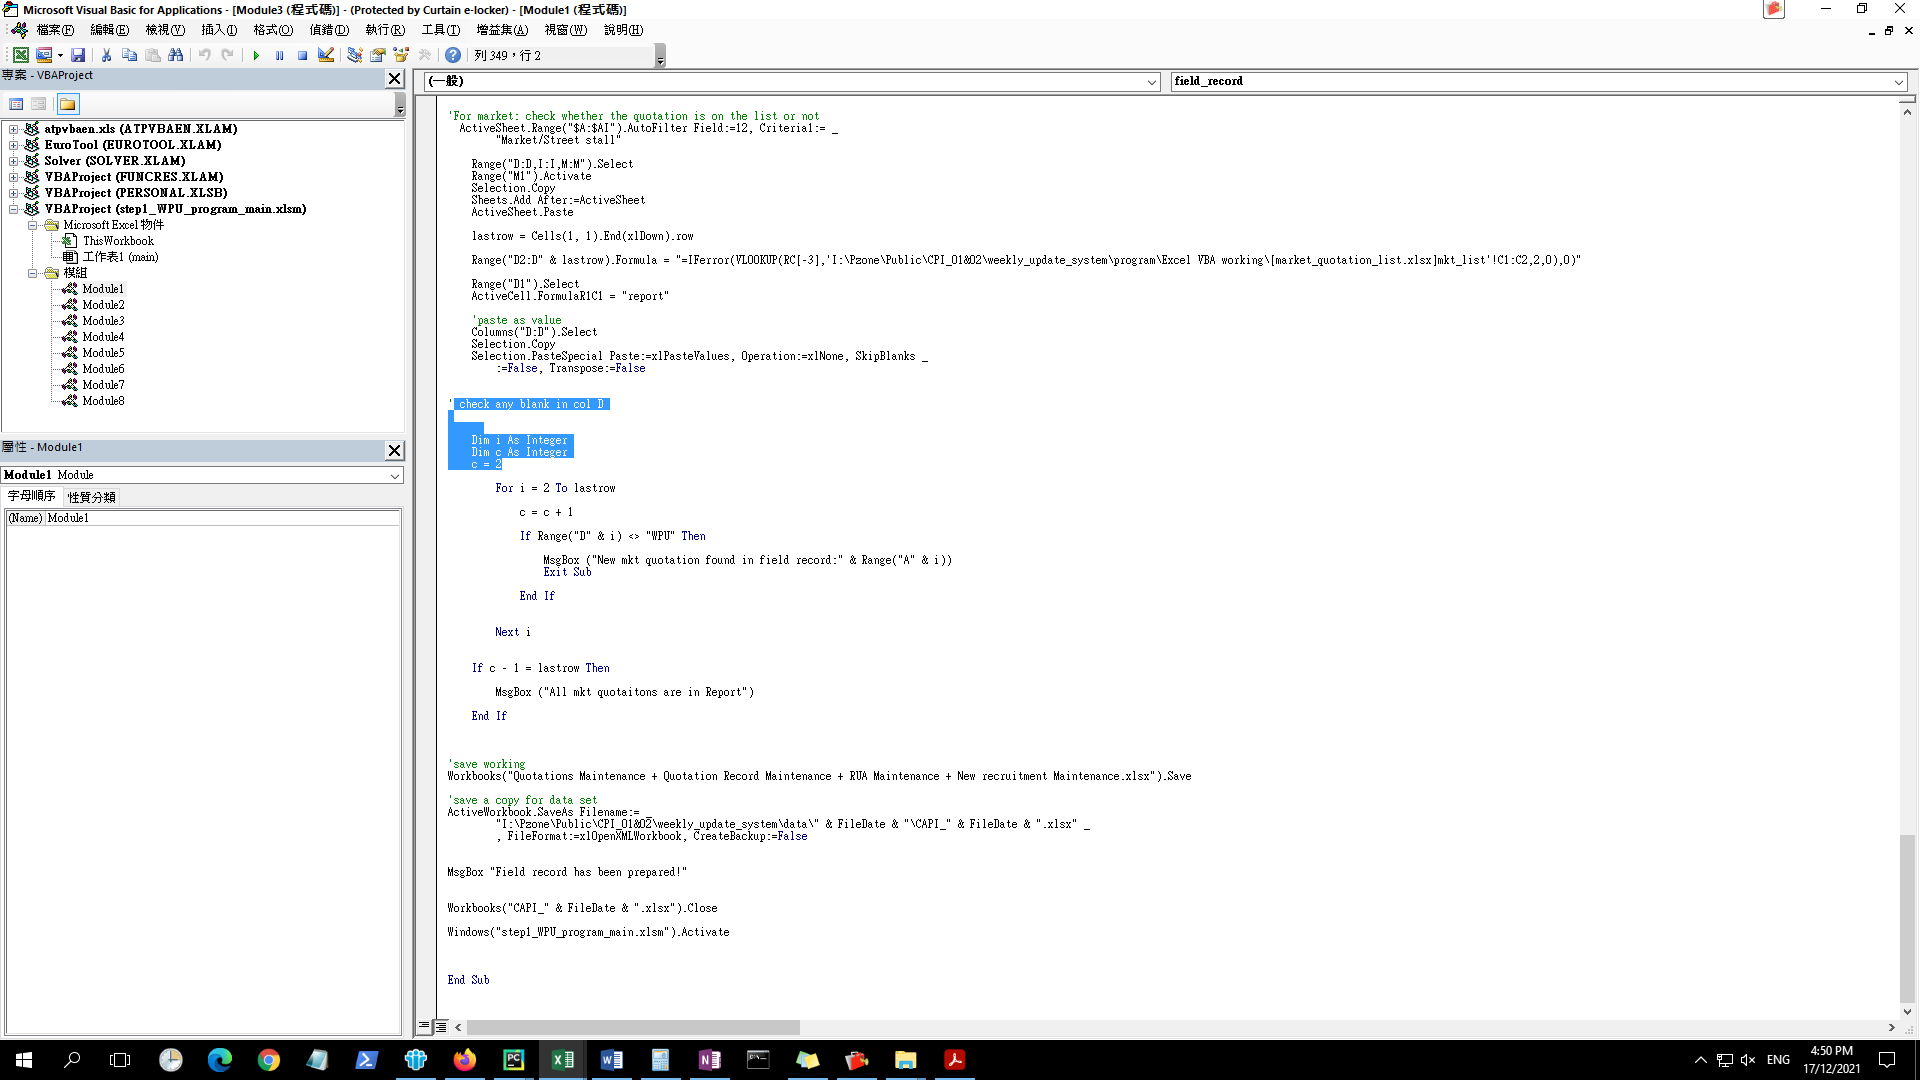 Microsoft Visual Basic for Applications - [Module3 (程式碼)] - (Protected by Curtain e-locker) - [Module1 (程式碼)]
檔案(F) 編輯(E) 檢視(V) 插入(I) 格式(O) 偵錯(D) 執行(R) 工具(T) 增益集(A) 視窗(W) 說明(H)
列 349，行 2
專案 - VBAProject
atpvbaen.xls (ATPVBAEN.XLAM)
EuroTool (EUROTOOL.XLAM)
Solver (SOLVER.XLAM)
VBAProject (FUNCRES.XLAM)
VBAProject (PERSONAL.XLSB)
VBAProject (step1_WPU_program_main.xlsm)
Microsoft Excel 物件
ThisWorkbook
工作表1 (main)
模組
Module1
Module2
Module3
Module4
Module5
Module6
Module7
Module8
屬性 - Module1
Module1 Module
字母順序 性質分類
(Name) Module1
(一般)
field_record
'For market: check whether the quotation is on the list or not
ActiveSheet.Range("$A:$AI").AutoFilter Field:=12, Criteria1:= _
"Market/Street stall"
Range("D:D,I:I,M:M").Select
Range("M1").Activate
Selection.Copy
Sheets.Add After:=ActiveSheet
ActiveSheet.Paste
lastrow = Cells(1, 1).End(xlDown).row
Range("D2:D" & lastrow).Formula = "=IFerror(VLOOKUP(RC[-3],'I:\Pzone\Public\CPI_01&02\weekly_update_system\program\Excel VBA working\[market_quotation_list.xlsx]mkt_list'!C1:C2,2,0),0)"
Range("D1").Select
ActiveCell.FormulaR1C1 = "report"
'paste as value
Columns("D:D").Select
Selection.Copy
Selection.PasteSpecial Paste:=xlPasteValues, Operation:=xlNone, SkipBlanks _
:=False, Transpose:=False
' check any blank in col D
Dim i As Integer
Dim c As Integer
c = 2
For i = 2 To lastrow
c = c + 1
If Range("D" & i) <> "WPU" Then
MsgBox ("New mkt quotation found in field record:" & Range("A" & i))
Exit Sub
End If
Next i
If c - 1 = lastrow Then
MsgBox ("All mkt quotaitons are in Report")
End If
'save working
Workbooks("Quotations Maintenance + Quotation Record Maintenance + RUA Maintenance + New recruitment Maintenance.xlsx").Save
'save a copy for data set
ActiveWorkbook.SaveAs Filename:= _
"I:\Pzone\Public\CPI_01&02\weekly_update_system\data\" & FileDate & "\CAPI_" & FileDate & ".xlsx" _
, FileFormat:=xlOpenXMLWorkbook, CreateBackup:=False
MsgBox "Field record has been prepared!"
Workbooks("CAPI_" & FileDate & ".xlsx").Close
Windows("step1_WPU_program_main.xlsm").Activate
End Sub
ENG
4:50 PM
17/12/2021